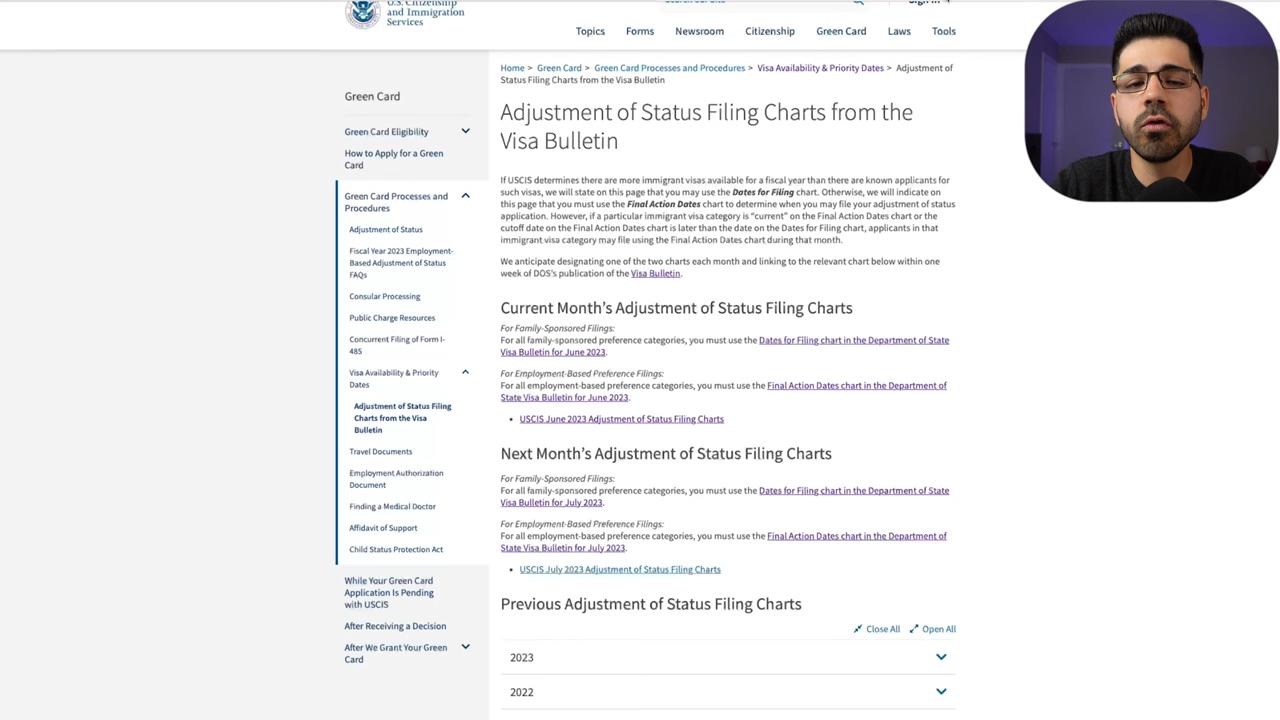 U.S. Citizenship
and Immigration
Services
Topics
Forms
Newsroom
Citizenship
Green Card
Laws
Tools
Home > Green Card > Green Card Processes and Procedures > Visa Availability & Priority Dates > Adjustment of
Status Filing Charts from the Visa Bulletin
Green Card
Green Card Eligibility
How to Apply for a Green
Card
Green Card Processes and
Procedures
Adjustment of Status
Fiscal Year 2023 Employment-
Based Adjustment of Status
FAQs
Consular Processing
Public Charge Resources
Concurrent Filing of Form I-
485
Visa Availability & Priority
Dates
Adjustment of Status Filing
Charts from the Visa
Bulletin
Travel Documents
Employment Authorization
Document
Finding a Medical Doctor
Affidavit of Support
Child Status Protection Act
While Your Green Card
Application Is Pending
with USCIS
After Receiving a Decision
After We Grant Your Green
Card
Adjustment of Status Filing Charts from the
Visa Bulletin
If USCIS determines there are more immigrant visas available for a fiscal year than there are known applicants for
such visas, we will state on this page that you may use the Dates for Filing chart. Otherwise, we will indicate on
this page that you must use the Final Action Dates chart to determine when you may file your adjustment of status
application. However, if a particular immigrant visa category is “current” on the Final Action Dates chart or the
cutoff date on the Final Action Dates chart is later than the date on the Dates for Filing chart, applicants in that
immigrant visa category may file using the Final Action Dates chart during that month.
We anticipate designating one of the two charts each month and linking to the relevant chart below within one
week of DOS’s publication of the Visa Bulletin.
Current Month’s Adjustment of Status Filing Charts
For Family-Sponsored Filings:
For all family-sponsored preference categories, you must use the Dates for Filing chart in the Department of State
Visa Bulletin for June 2023.
For Employment-Based Preference Filings:
For all employment-based preference categories, you must use the Final Action Dates chart in the Department of
State Visa Bulletin for June 2023.
• USCIS June 2023 Adjustment of Status Filing Charts
Next Month’s Adjustment of Status Filing Charts
For Family-Sponsored Filings:
For all family-sponsored preference categories, you must use the Dates for Filing chart in the Department of State
Visa Bulletin for July 2023.
For Employment-Based Preference Filings:
For all employment-based preference categories, you must use the Final Action Dates chart in the Department of
State Visa Bulletin for July 2023.
• USCIS July 2023 Adjustment of Status Filing Charts
Previous Adjustment of Status Filing Charts
Close All
Open All
2023
2022